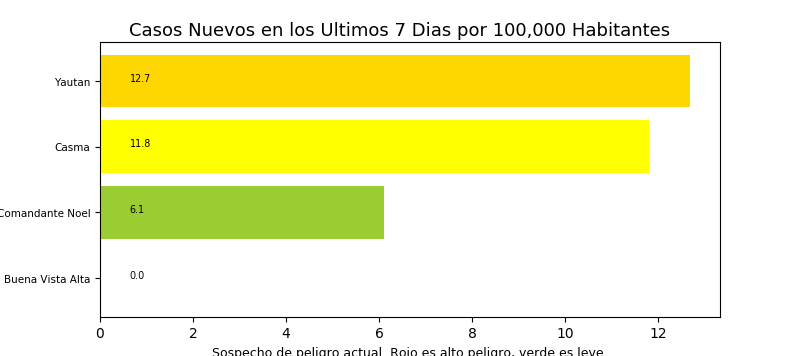 Casos Nuevos en los Ultimos 7 Dias por 100,000 Habitantes
Yautan
12.7
Casma
11.8
Comandante Noel
6.1
Buena Vista Alta
0.0
0 2 4 6 8 10 12
Sospecho de peligro actual. Rojo es alto peligro, verde es leve